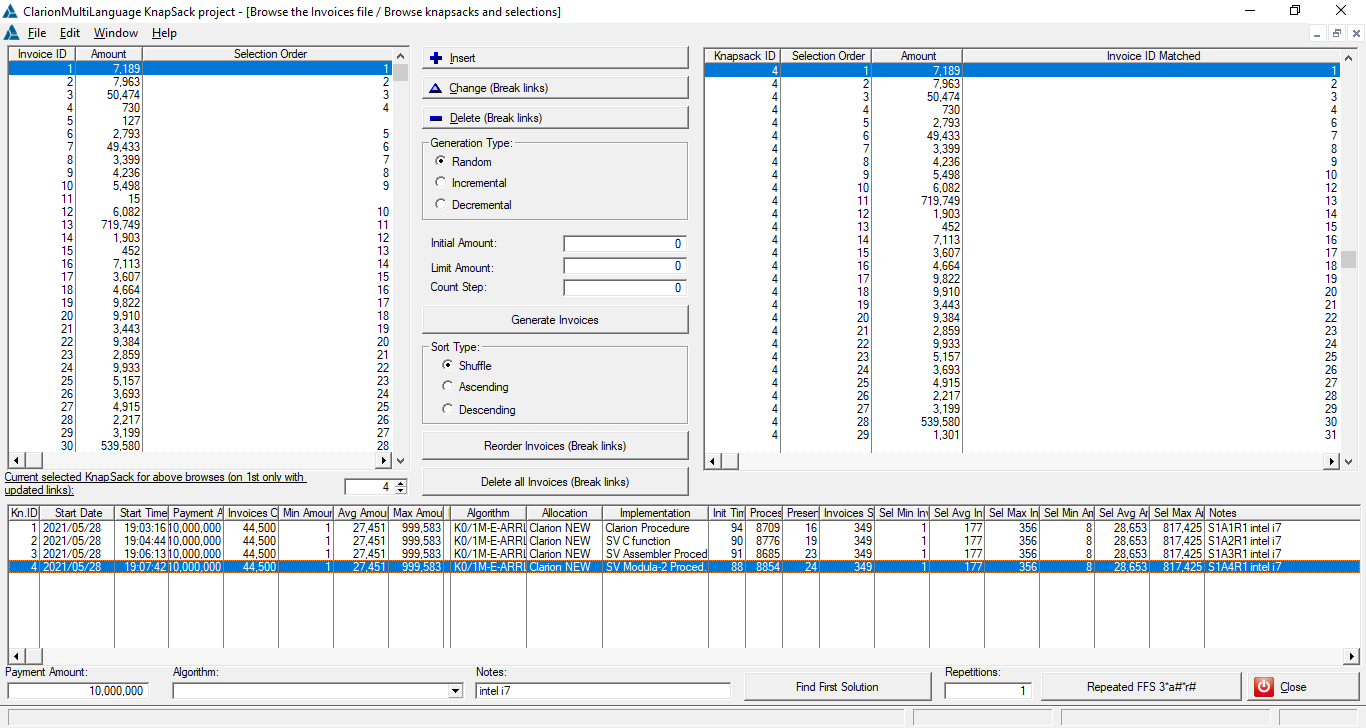 ClarionMultiLanguage KnapSack project - [Browse the Invoices file / Browse knapsacks and selections]
File Edit Window Help
Invoice ID Amount Selection Order
1 7,189 1
2 7,963 2
3 50,474 3
4 730 4
5 127
6 2,793 5
7 49,433 6
8 3,399 7
9 4,236 8
10 5,498 9
11 15
12 6,082 10
13 719,749 11
14 1,903 12
15 452 13
16 7,113 14
17 3,607 15
18 4,664 16
19 9,822 17
20 9,910 18
21 3,443 19
22 9,384 20
23 2,859 21
24 9,933 22
25 5,157 23
26 3,693 24
27 4,915 25
28 2,217 26
29 3,199 27
30 539,580 28
Current selected KnapSack for above browses (on 1st only with
updated links):
4
Insert
Change (Break links)
Delete (Break links)
Generation Type:
Random
Incremental
Decremental
Initial Amount: 0
Limit Amount: 0
Count Step: 0
Generate Invoices
Sort Type:
Shuffle
Ascending
Descending
Reorder Invoices (Break links)
Delete all Invoices (Break links)
Knapsack ID Selection Order Amount Invoice ID Matched
4 1 7,189 1
4 2 7,963 2
4 3 50,474 3
4 4 730 4
4 5 2,793 6
4 6 49,433 7
4 7 3,399 8
4 8 4,236 9
4 9 5,498 10
4 10 6,082 12
4 11 719,749 13
4 12 1,903 14
4 13 452 15
4 14 7,113 16
4 15 3,607 17
4 16 4,664 18
4 17 9,822 19
4 18 9,910 20
4 19 3,443 21
4 20 9,384 22
4 21 2,859 23
4 22 9,933 24
4 23 5,157 25
4 24 3,693 26
4 25 4,915 27
4 26 2,217 28
4 27 3,199 29
4 28 539,580 30
4 29 1,301 31
Kn.ID Start Date Start Time Payment A Invoices C Min Amour Avg Amou Max Amou Algorithm Allocation Implementation Init Tim Proces Preser Invoices S Sel Min Inv Sel Avg In Sel Max In Sel Min An Sel Avg Ar Sel Max A Notes
1 2021/05/28 19:03:16 10,000,000 44,500 1 27,451 999,583 K0/1M-E-ARRL Clarion NEW Clarion Procedure 94 8709 16 349 1 177 356 8 28,653 817,425 S1A1R1 intel i7
2 2021/05/28 19:04:44 10,000,000 44,500 1 27,451 999,583 K0/1M-E-ARRL Clarion NEW SV C function 90 8776 19 349 1 177 356 8 28,653 817,425 S1A2R1 intel i7
3 2021/05/28 19:06:13 10,000,000 44,500 1 27,451 999,583 K0/1M-E-ARRL Clarion NEW SV Assembler Proced 91 8685 23 349 1 177 356 8 28,653 817,425 S1A3R1 intel i7
4 2021/05/28 19:07:42 10,000,000 44,500 1 27,451 999,583 K0/1M-E-ARRL Clarion NEW SV Modula-2 Proced. 88 8854 24 349 1 177 356 8 28,653 817,425 S1A4R1 intel i7
Payment Amount: Algorithm: Notes: Repetitions:
10,000,000 intel i7 Find First Solution 1 Repeated FFS 3*a#*r# Close